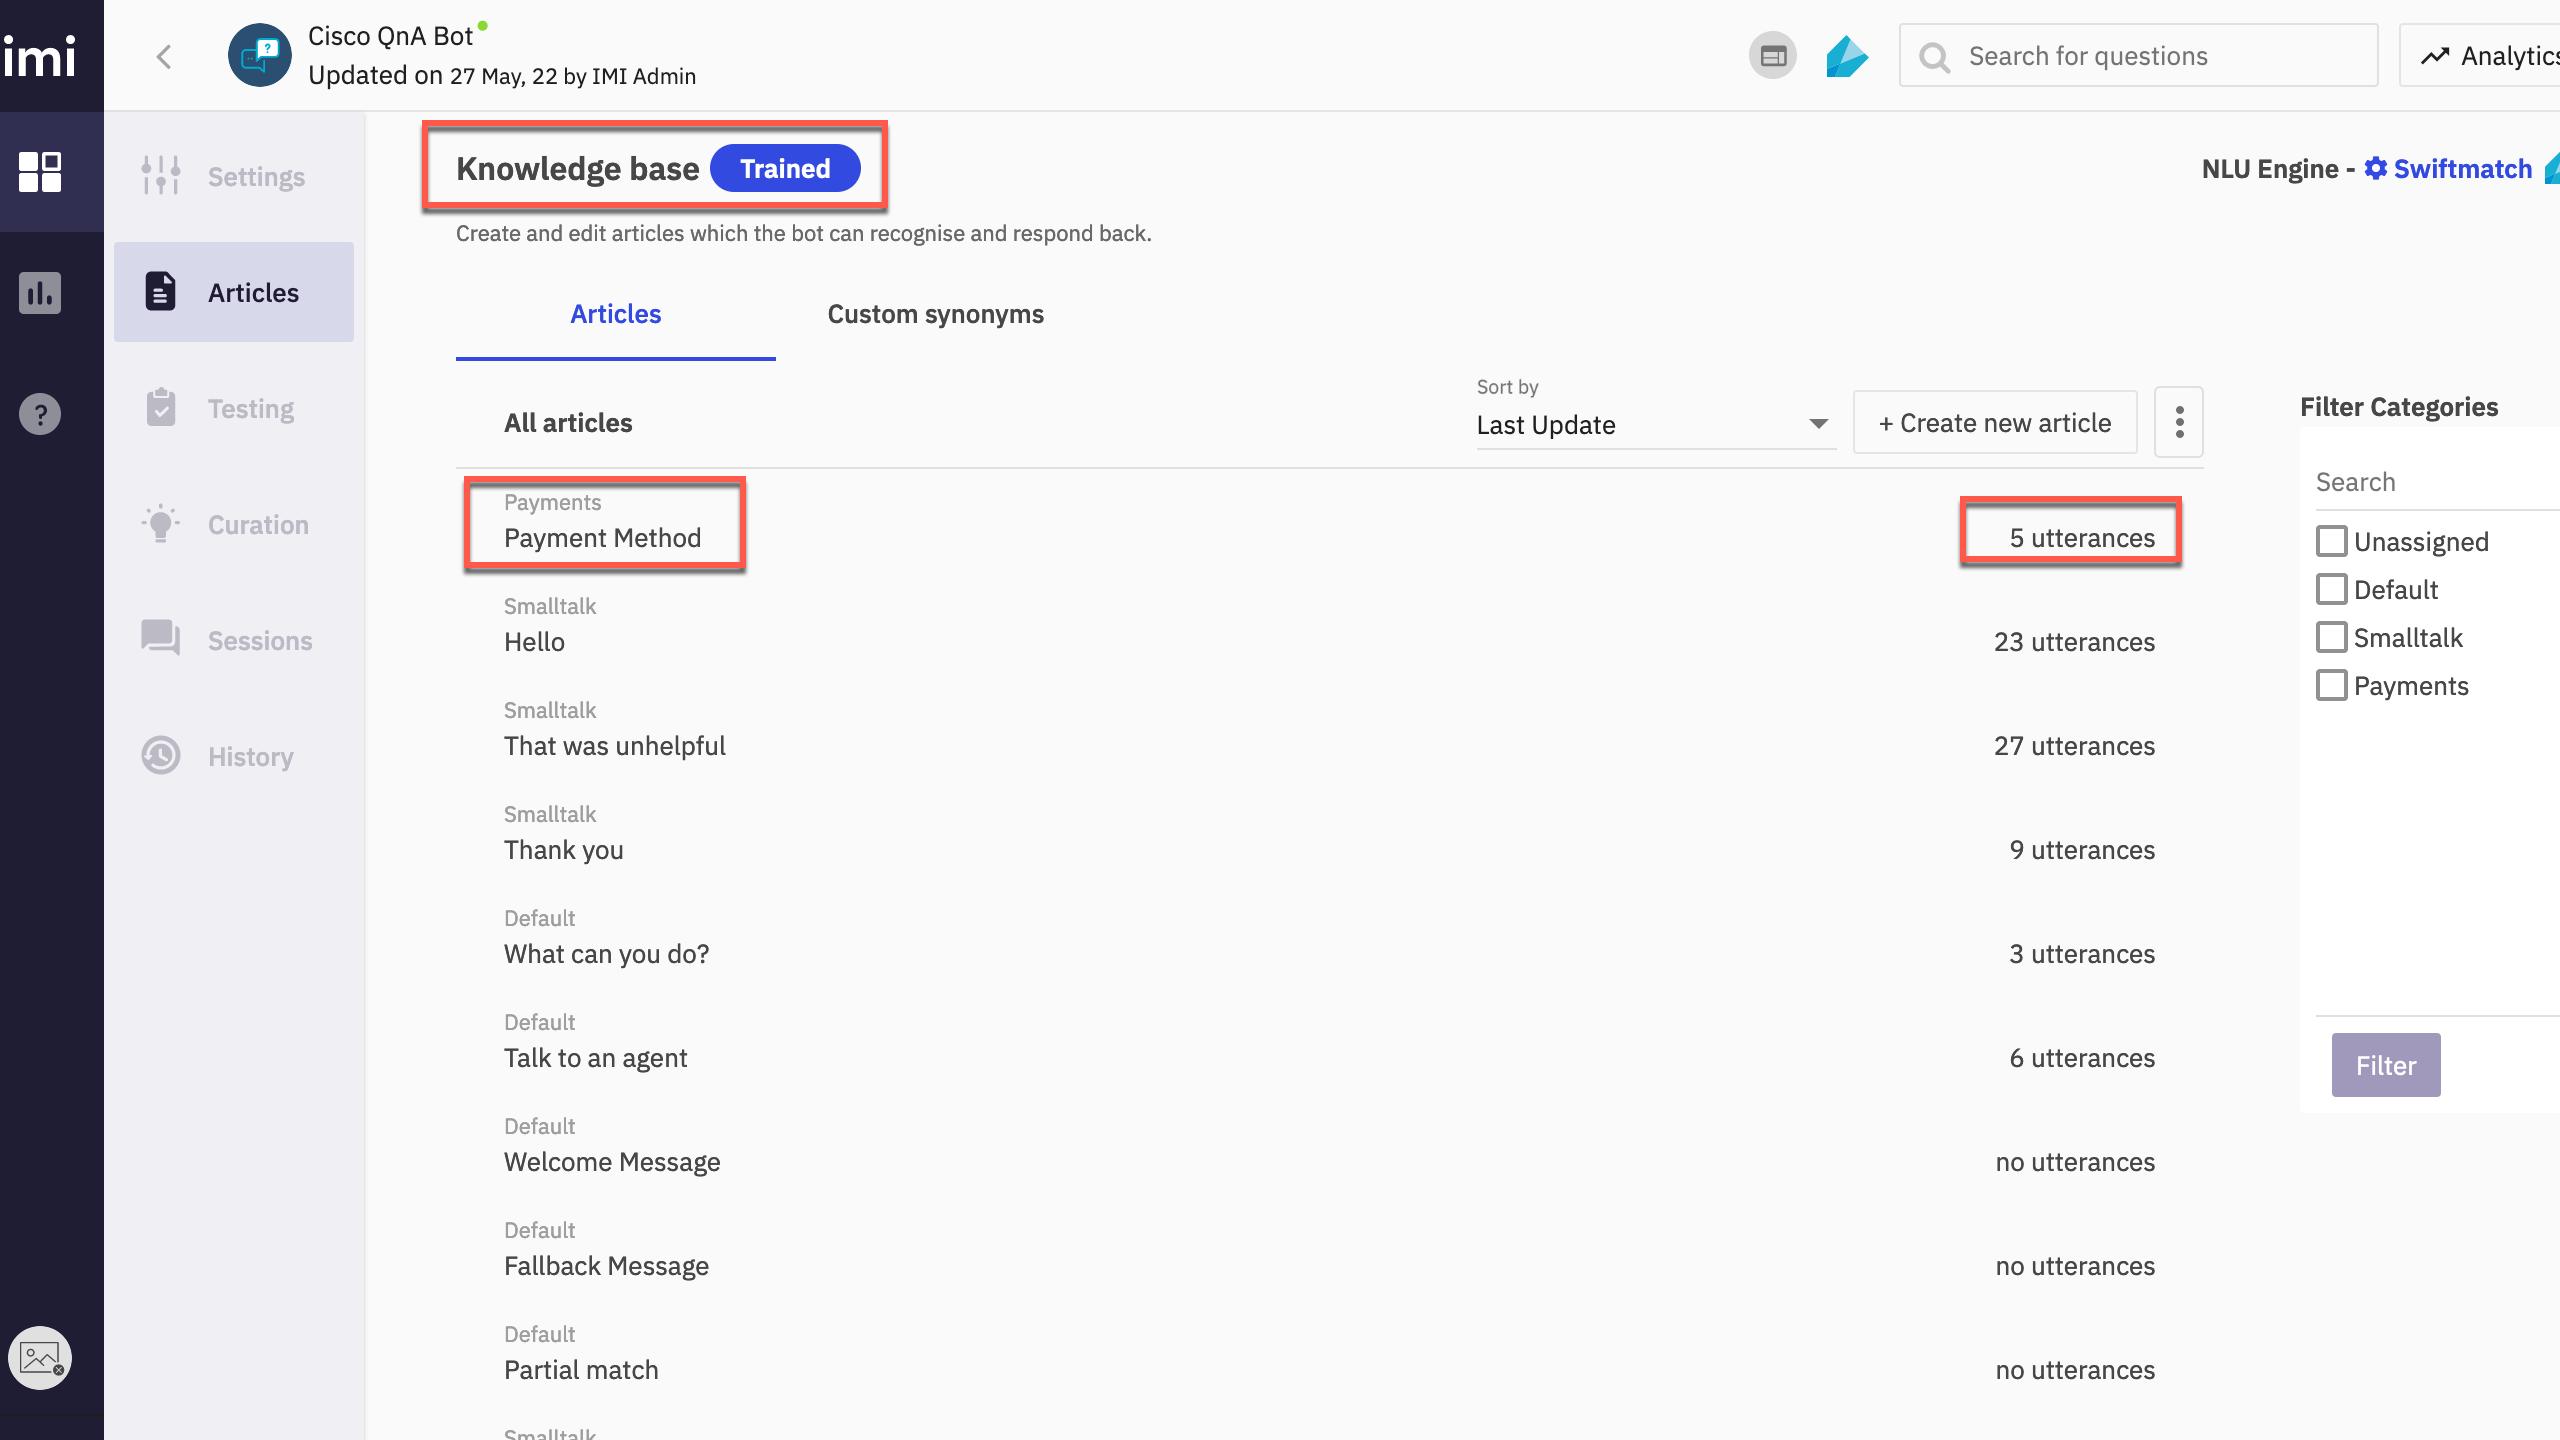 imi
Cisco QnA Bot
Updated on 27 May, 22 by IMI Admin
Search for questions
Analytics
Settings
Articles
Testing
Curation
Sessions
History
Knowledge base Trained
NLU Engine - Swiftmatch
Create and edit articles which the bot can recognise and respond back.
Articles
Custom synonyms
All articles
Sort by
Last Update
+ Create new article
Payments
Payment Method
5 utterances
Smalltalk
Hello
23 utterances
Smalltalk
That was unhelpful
27 utterances
Smalltalk
Thank you
9 utterances
Default
What can you do?
3 utterances
Default
Talk to an agent
6 utterances
Default
Welcome Message
no utterances
Default
Fallback Message
no utterances
Default
Partial match
no utterances
Smalltalk
Filter Categories
Search
Unassigned
Default
Smalltalk
Payments
Filter